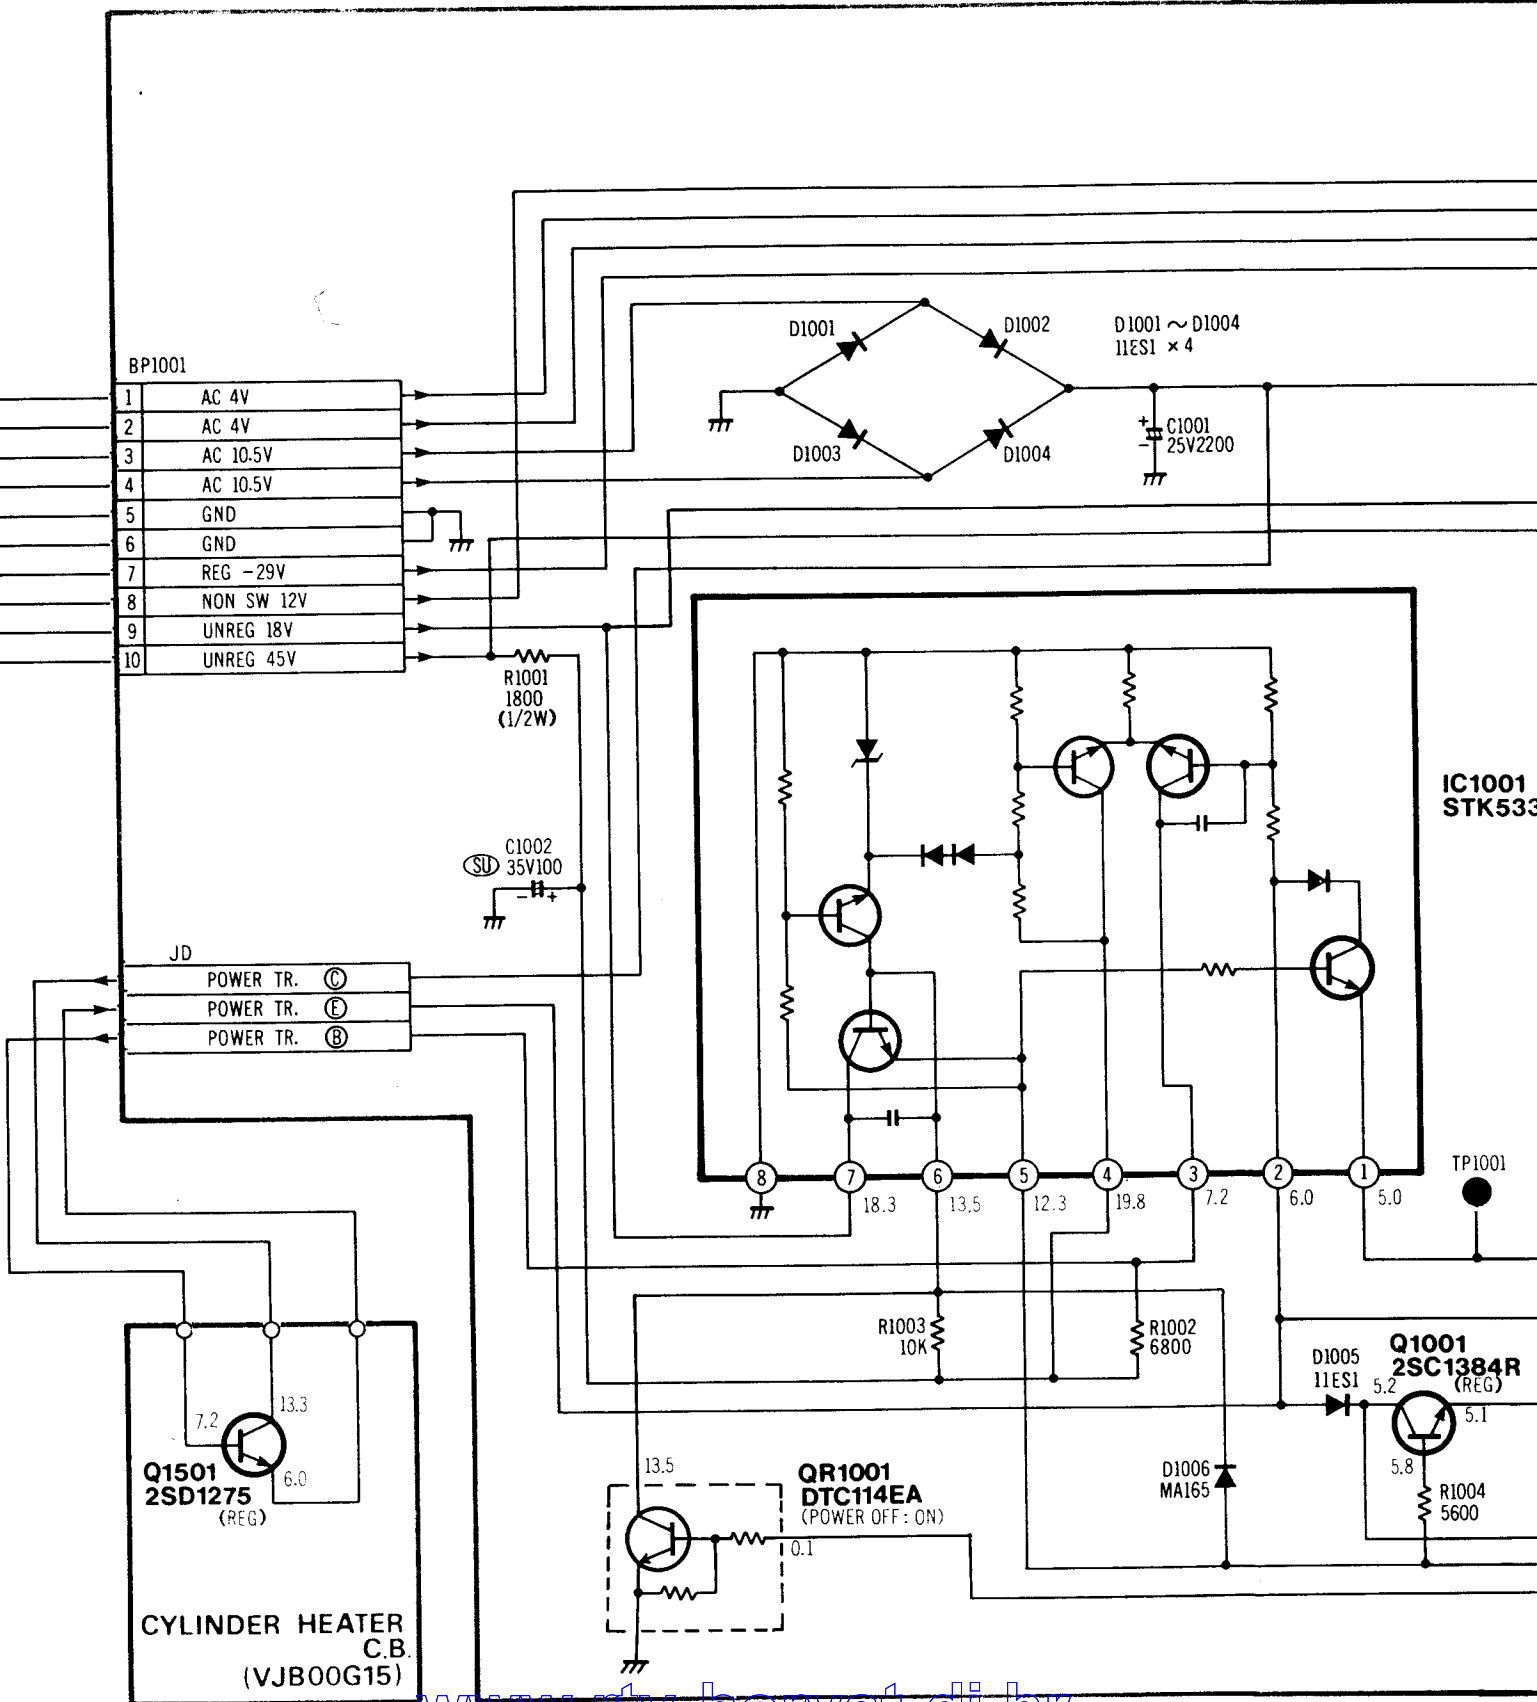 BP1001
1 AC 4V
2 AC 4V
3 AC 10.5V
4 AC 10.5V
5 GND
6 GND
7 REG -29V
8 NON SW 12V
9 UNREG 18V
10 UNREG 45V
D1001
D1002
D1003
D1004
D1001 ~ D1004
11ES1 × 4
+
-
C1001
25V2200
R1001
1800
(1/2W)
SU
C1002
35V100
- +
JD
POWER TR. C
POWER TR. E
POWER TR. B
IC1001
STK533
8 7 6 5 4 3 2 1
18.3 13.5 12.3 19.8 7.2 6.0 5.0
TP1001
R1003
10K
R1002
6800
D1005
11ES1
Q1001
2SC1384R
(REG)
5.2
5.1
5.8
R1004
5600
D1006
MA165
7.2
13.3
6.0
Q1501
2SD1275
(REG)
13.5
QR1001
DTC114EA
(POWER OFF: ON)
0.1
CYLINDER HEATER
C.B.
(VJB00G15)